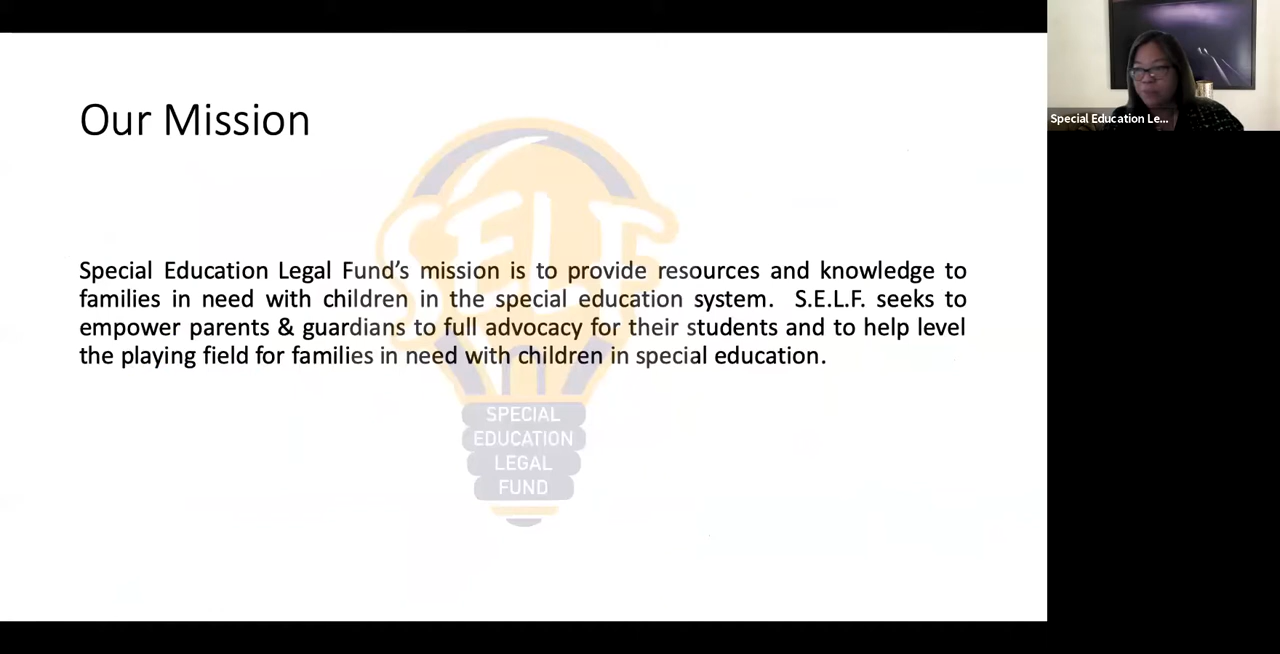 Our Mission
Special Education Le...
SELF
Special Education Legal Fund's mission is to provide resources and knowledge to
families in need with children in the special education system. S.E.L.F. seeks to
empower parents & guardians to full advocacy for their students and to help level
the playing field for families in need with children in special education.
SPECIAL
EDUCATION
LEGAL
FUND